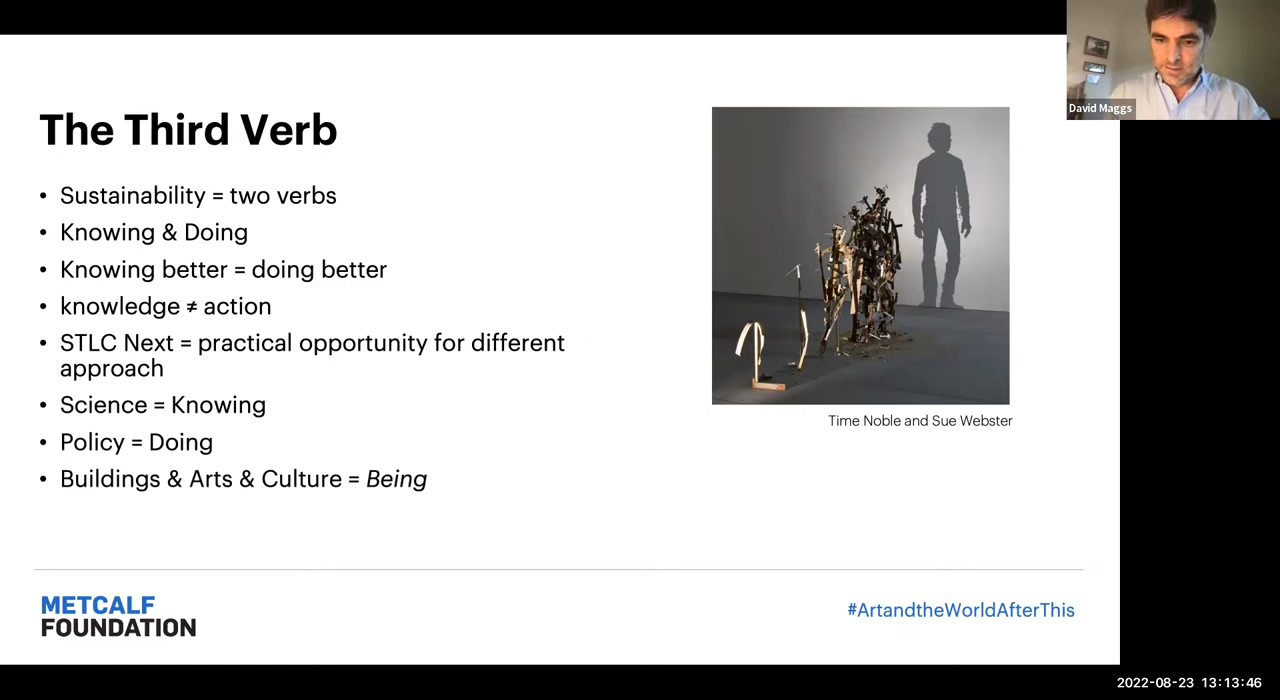 The Third Verb
• Sustainability = two verbs
• Knowing & Doing
• Knowing better = doing better
• knowledge ≠ action
• STLC Next = practical opportunity for different
approach
• Science = Knowing
• Policy = Doing
• Buildings & Arts & Culture = Being
Time Noble and Sue Webster
METCALF
FOUNDATION
#ArtandtheWorldAfterThis
David Maggs
2022-08-23 13:13:46